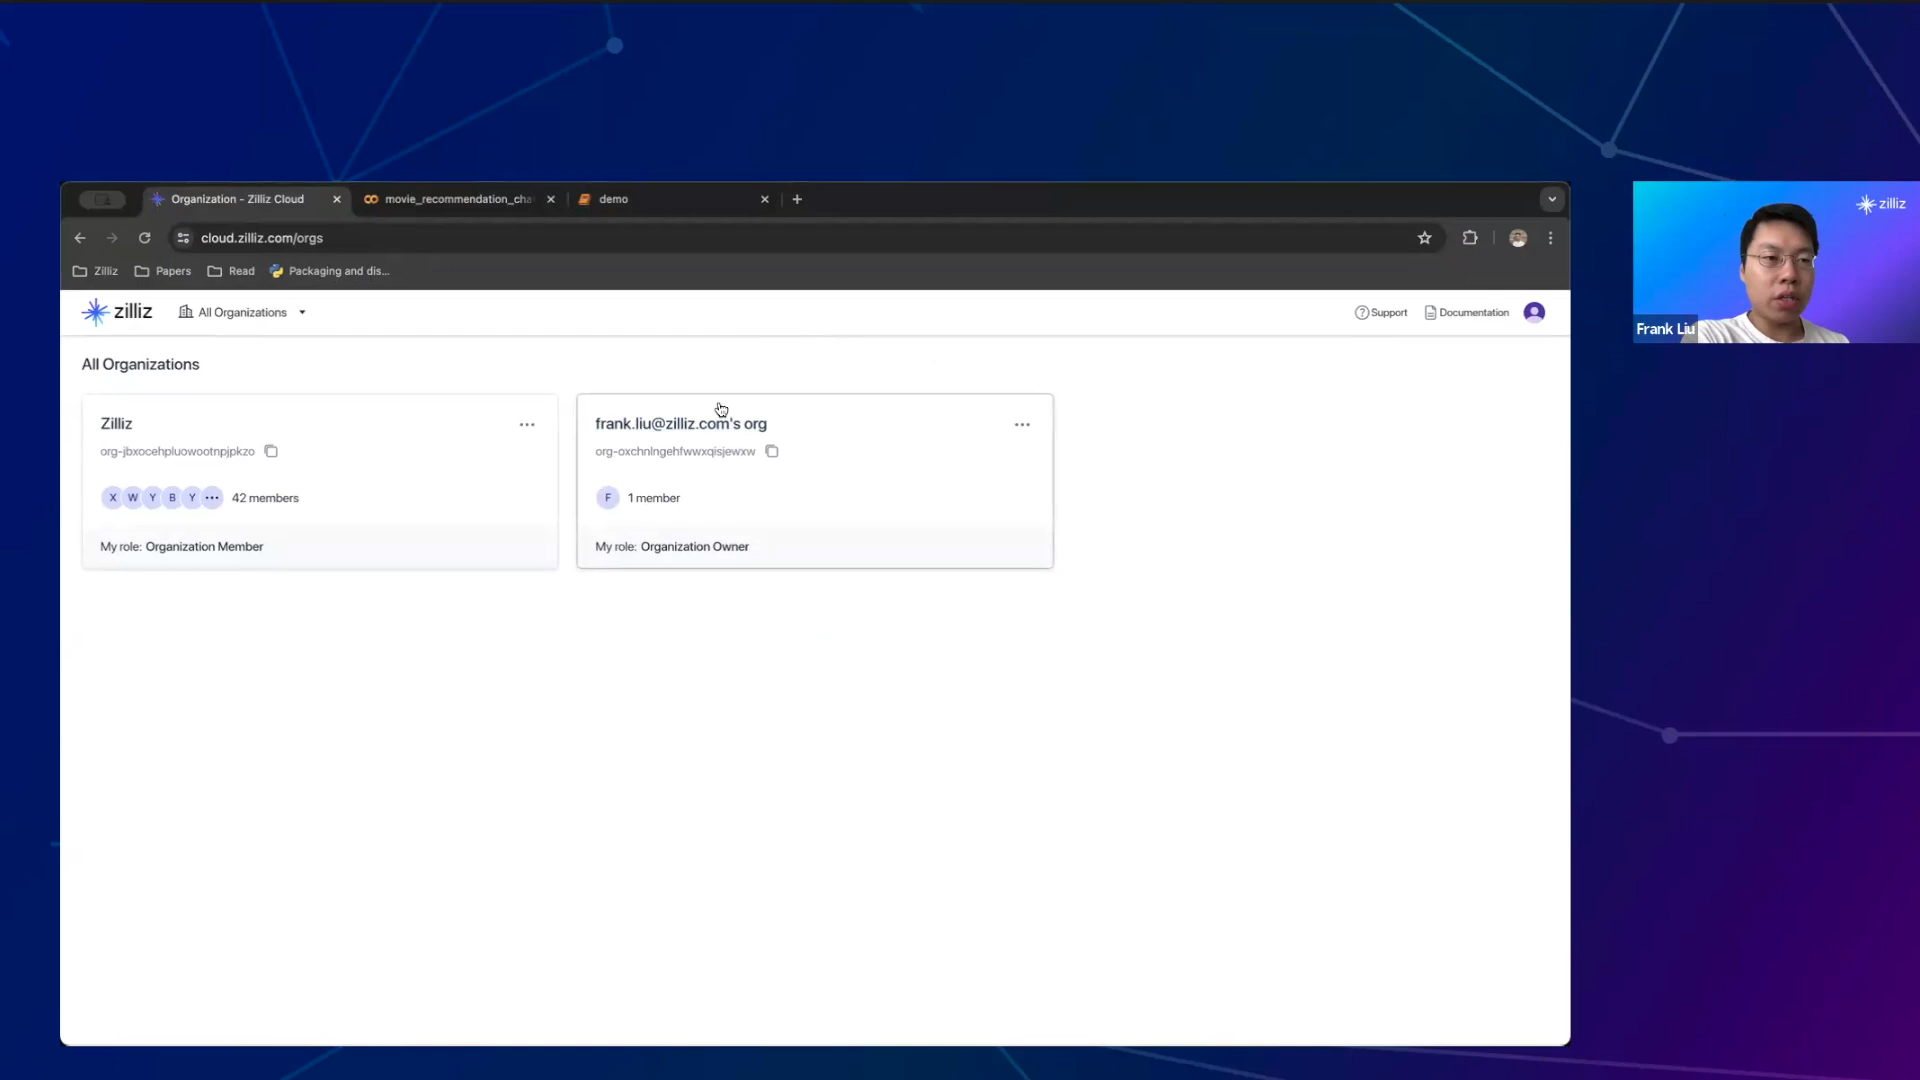 Organization - Zilliz Cloud
movie_recommendation_cha
demo
cloud.zilliz.com/orgs
Zilliz
Papers
Read
Packaging and dis...
zilliz
All Organizations
Support
Documentation
All Organizations
Zilliz
org-jbxocehpluowootnpjpkzo
X W Y B Y ••• 42 members
My role: Organization Member
frank.liu@zilliz.com's org
org-oxchnlngehfwwxqisjewxw
F 1 member
My role: Organization Owner
zilliz
Frank Liu